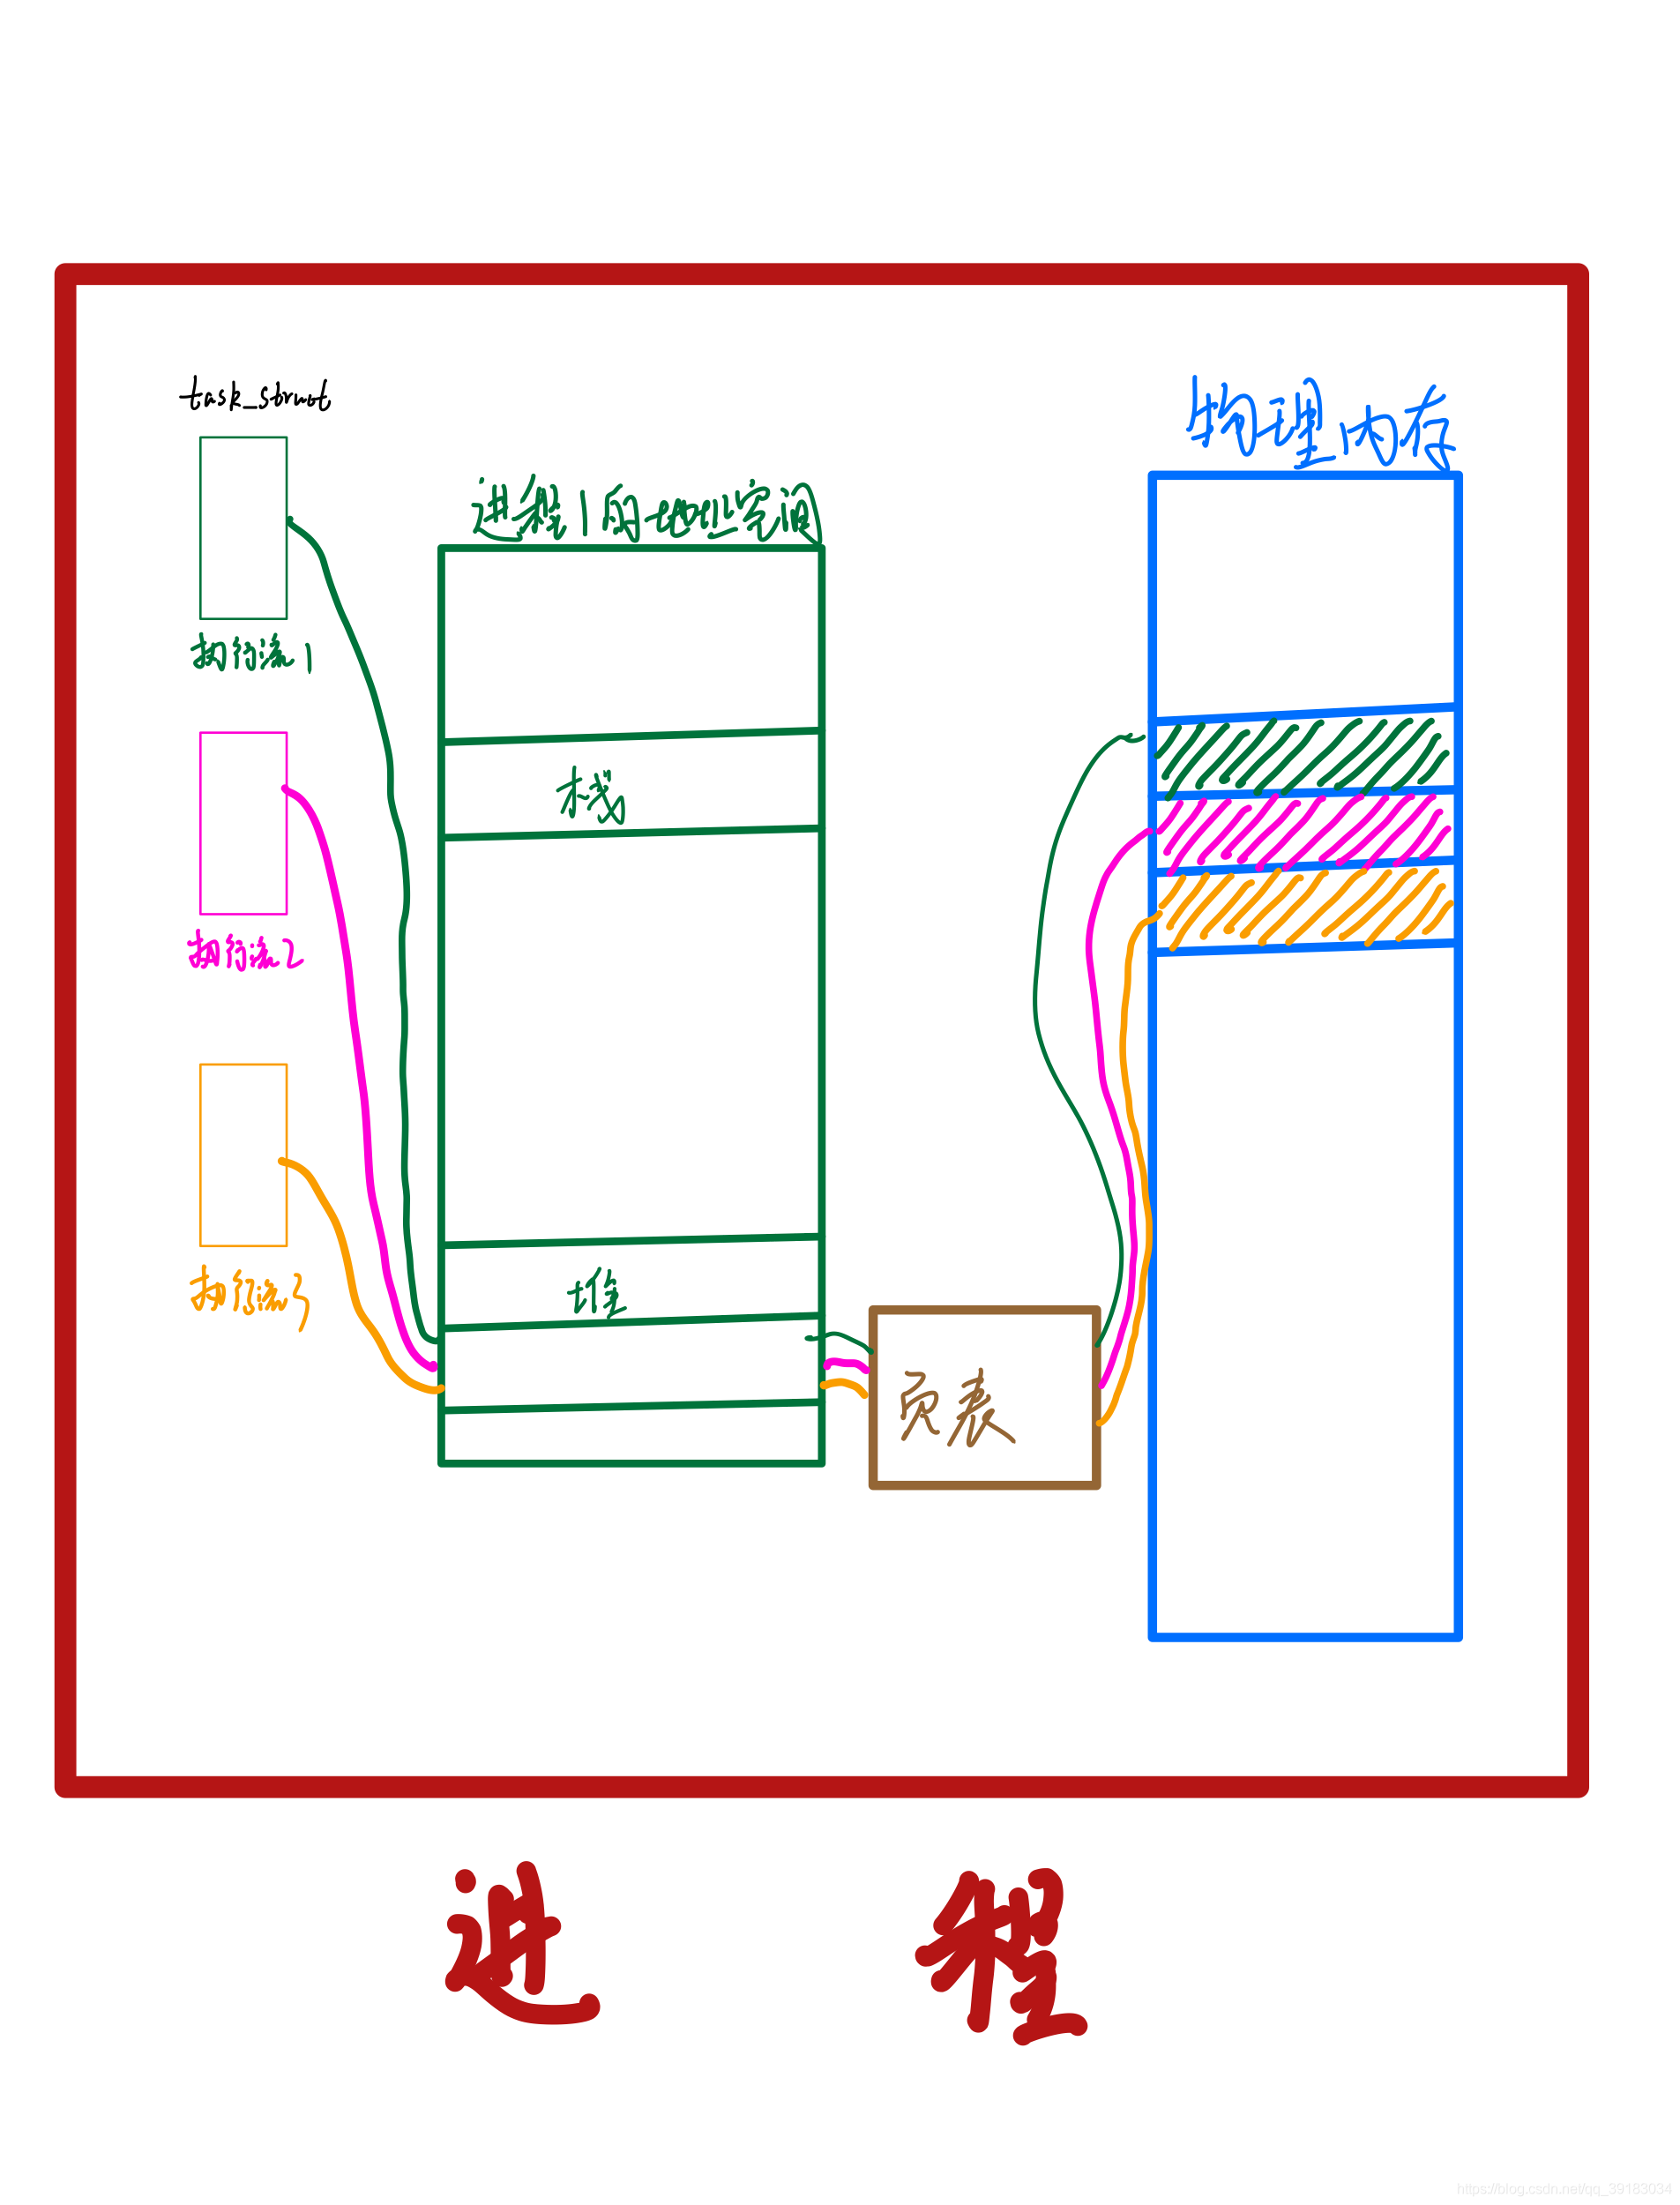 task_struct
执行流1
执行流2
执行流3
进程1的地址空间
栈
堆
页表
物理内存
进程
https://blog.csdn.net/qq_39183034